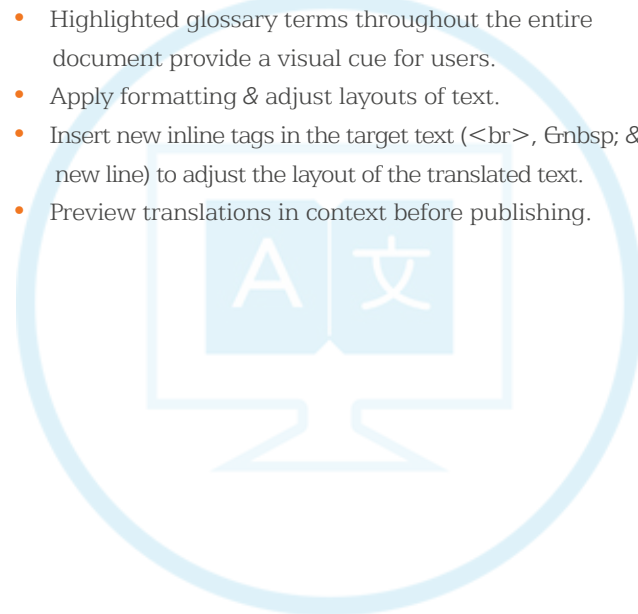 • Highlighted glossary terms throughout the entire
document provide a visual cue for users.
• Apply formatting & adjust layouts of text.
• Insert new inline tags in the target text (<br>, &nbsp; &
new line) to adjust the layout of the translated text.
• Preview translations in context before publishing.
A 文